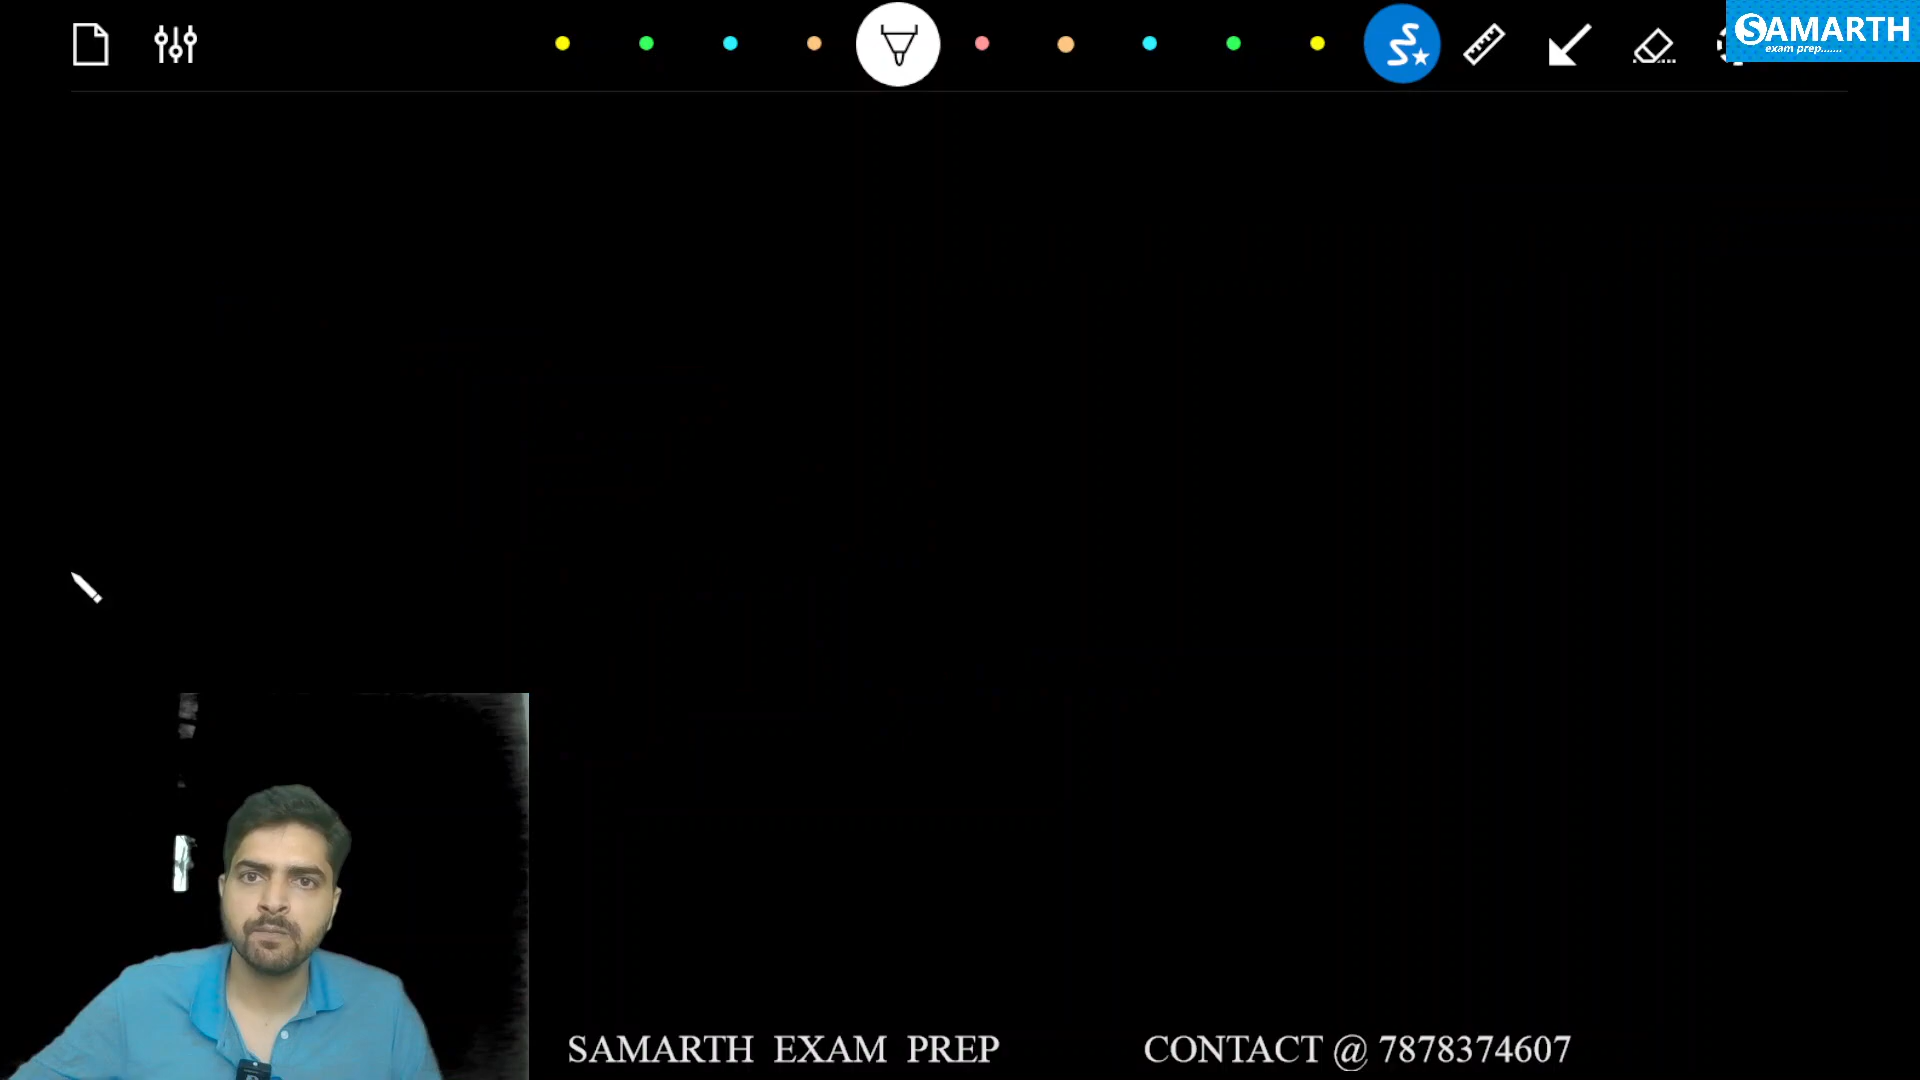 SAMARTH
exam prep.......
SAMARTH EXAM PREP
CONTACT @ 7878374607